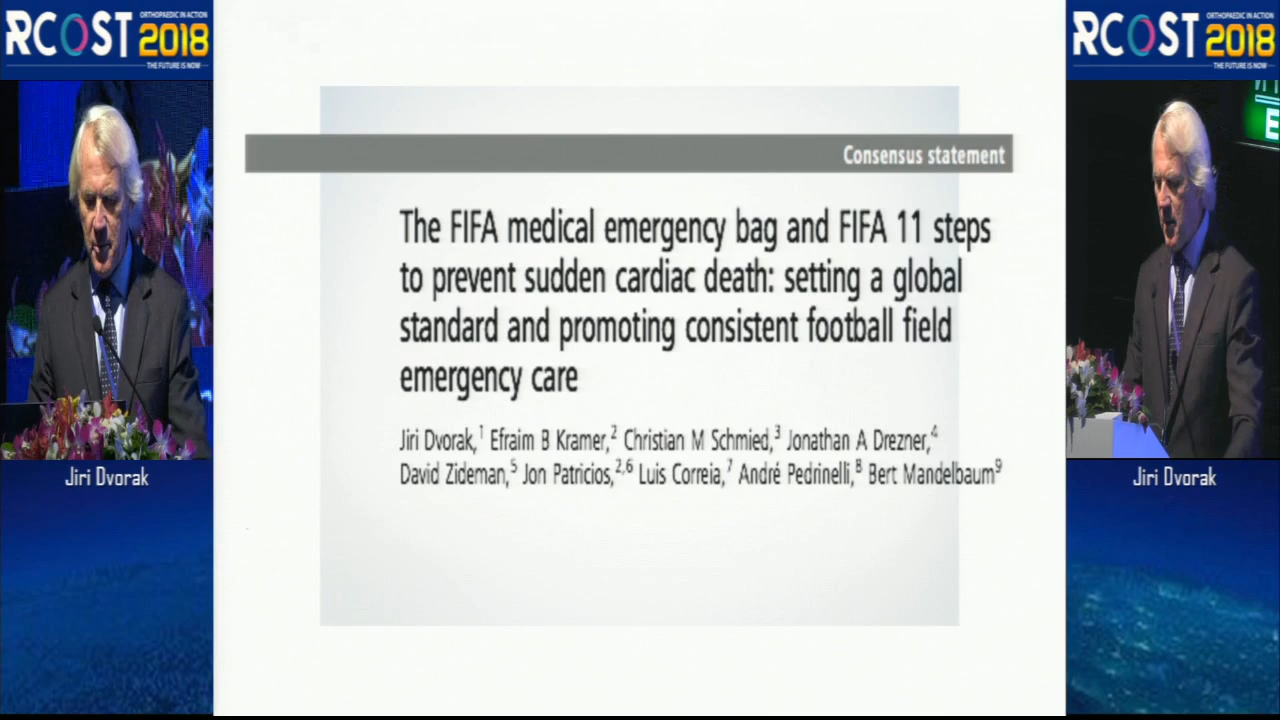 RCOST
ORTHOPAEDIC IN ACTION
2018
THE FUTURE IS NOW
Jiri Dvorak
Consensus statement
The FIFA medical emergency bag and FIFA 11 steps
to prevent sudden cardiac death: setting a global
standard and promoting consistent football field
emergency care
Jiri Dvorak,1 Efraim B Kramer,2 Christian M Schmied,3 Jonathan A Drezner,4
David Zideman,5 Jon Patricios,2,6 Luis Correia,7 André Pedrinelli,8 Bert Mandelbaum9
RCOST
ORTHOPAEDIC IN ACTION
2018
THE FUTURE IS NOW
Jiri Dvorak